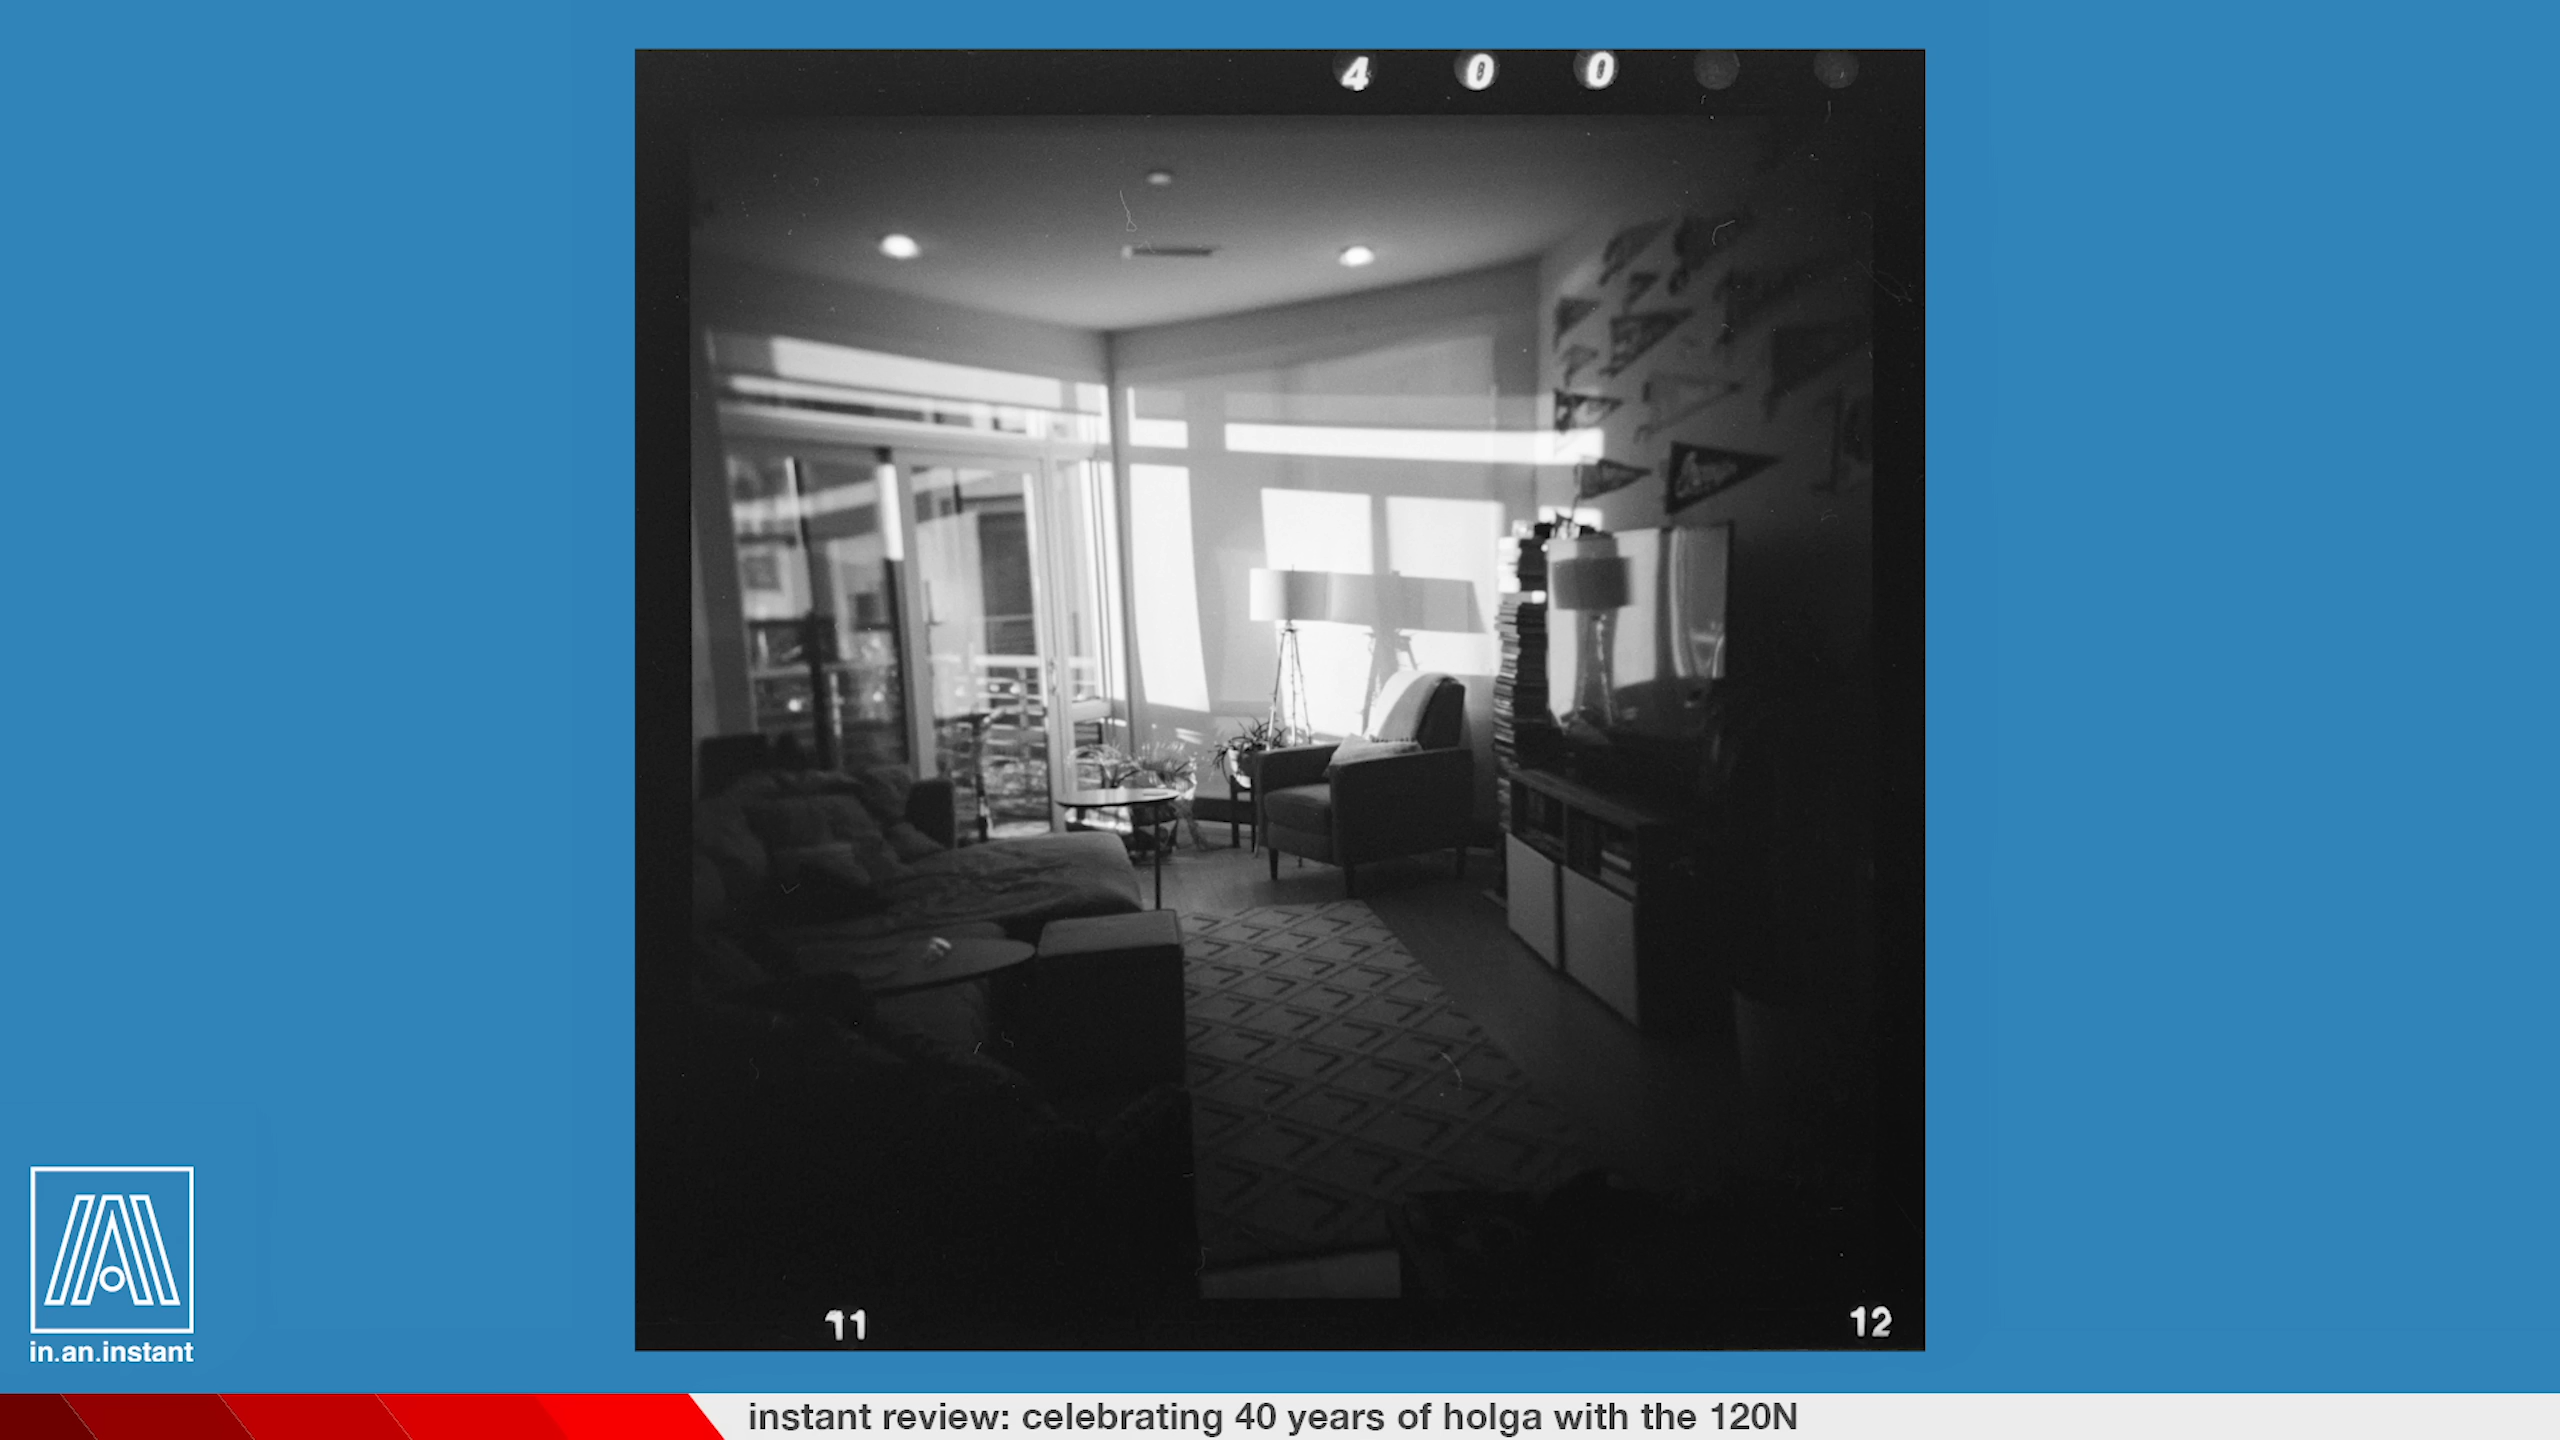 4 0 0
11
12
in.an.instant
instant review: celebrating 40 years of holga with the 120N